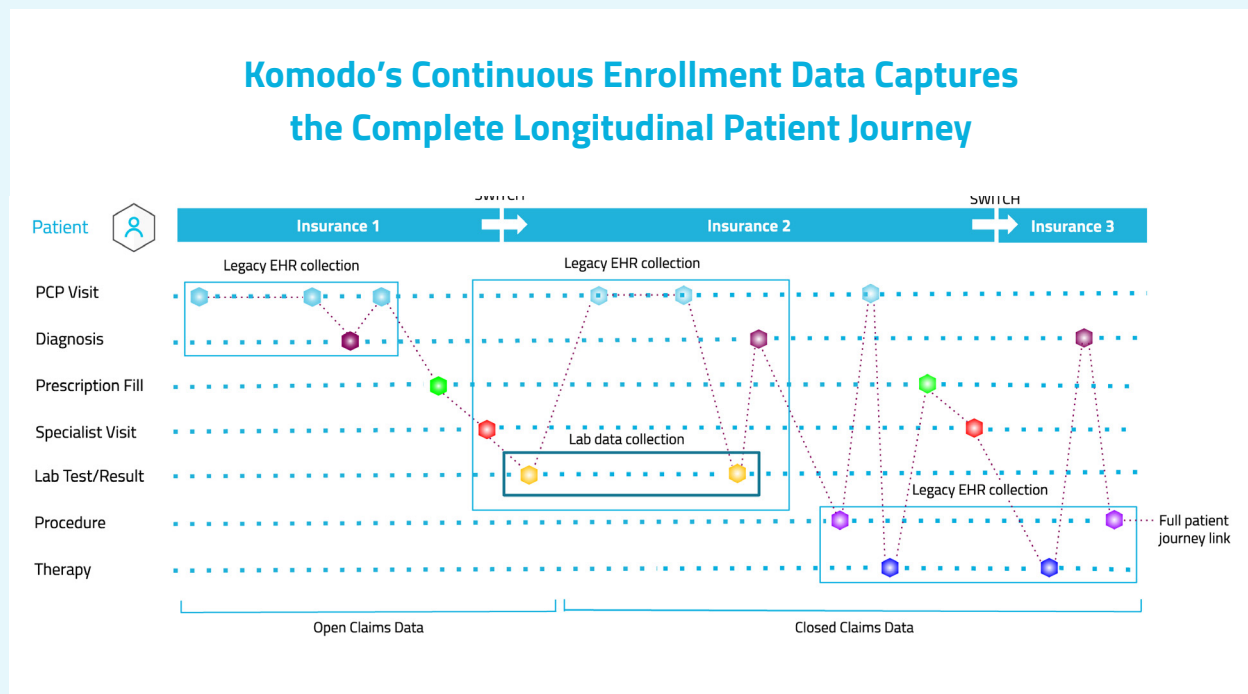 Komodo’s Continuous Enrollment Data Captures
the Complete Longitudinal Patient Journey
SWITCH
SWITCH
Patient
Insurance 1
Insurance 2
Insurance 3
Legacy EHR collection
Legacy EHR collection
PCP Visit
Diagnosis
Prescription Fill
Specialist Visit
Lab data collection
Lab Test/Result
Legacy EHR collection
Procedure
Full patient
journey link
Therapy
Open Claims Data
Closed Claims Data